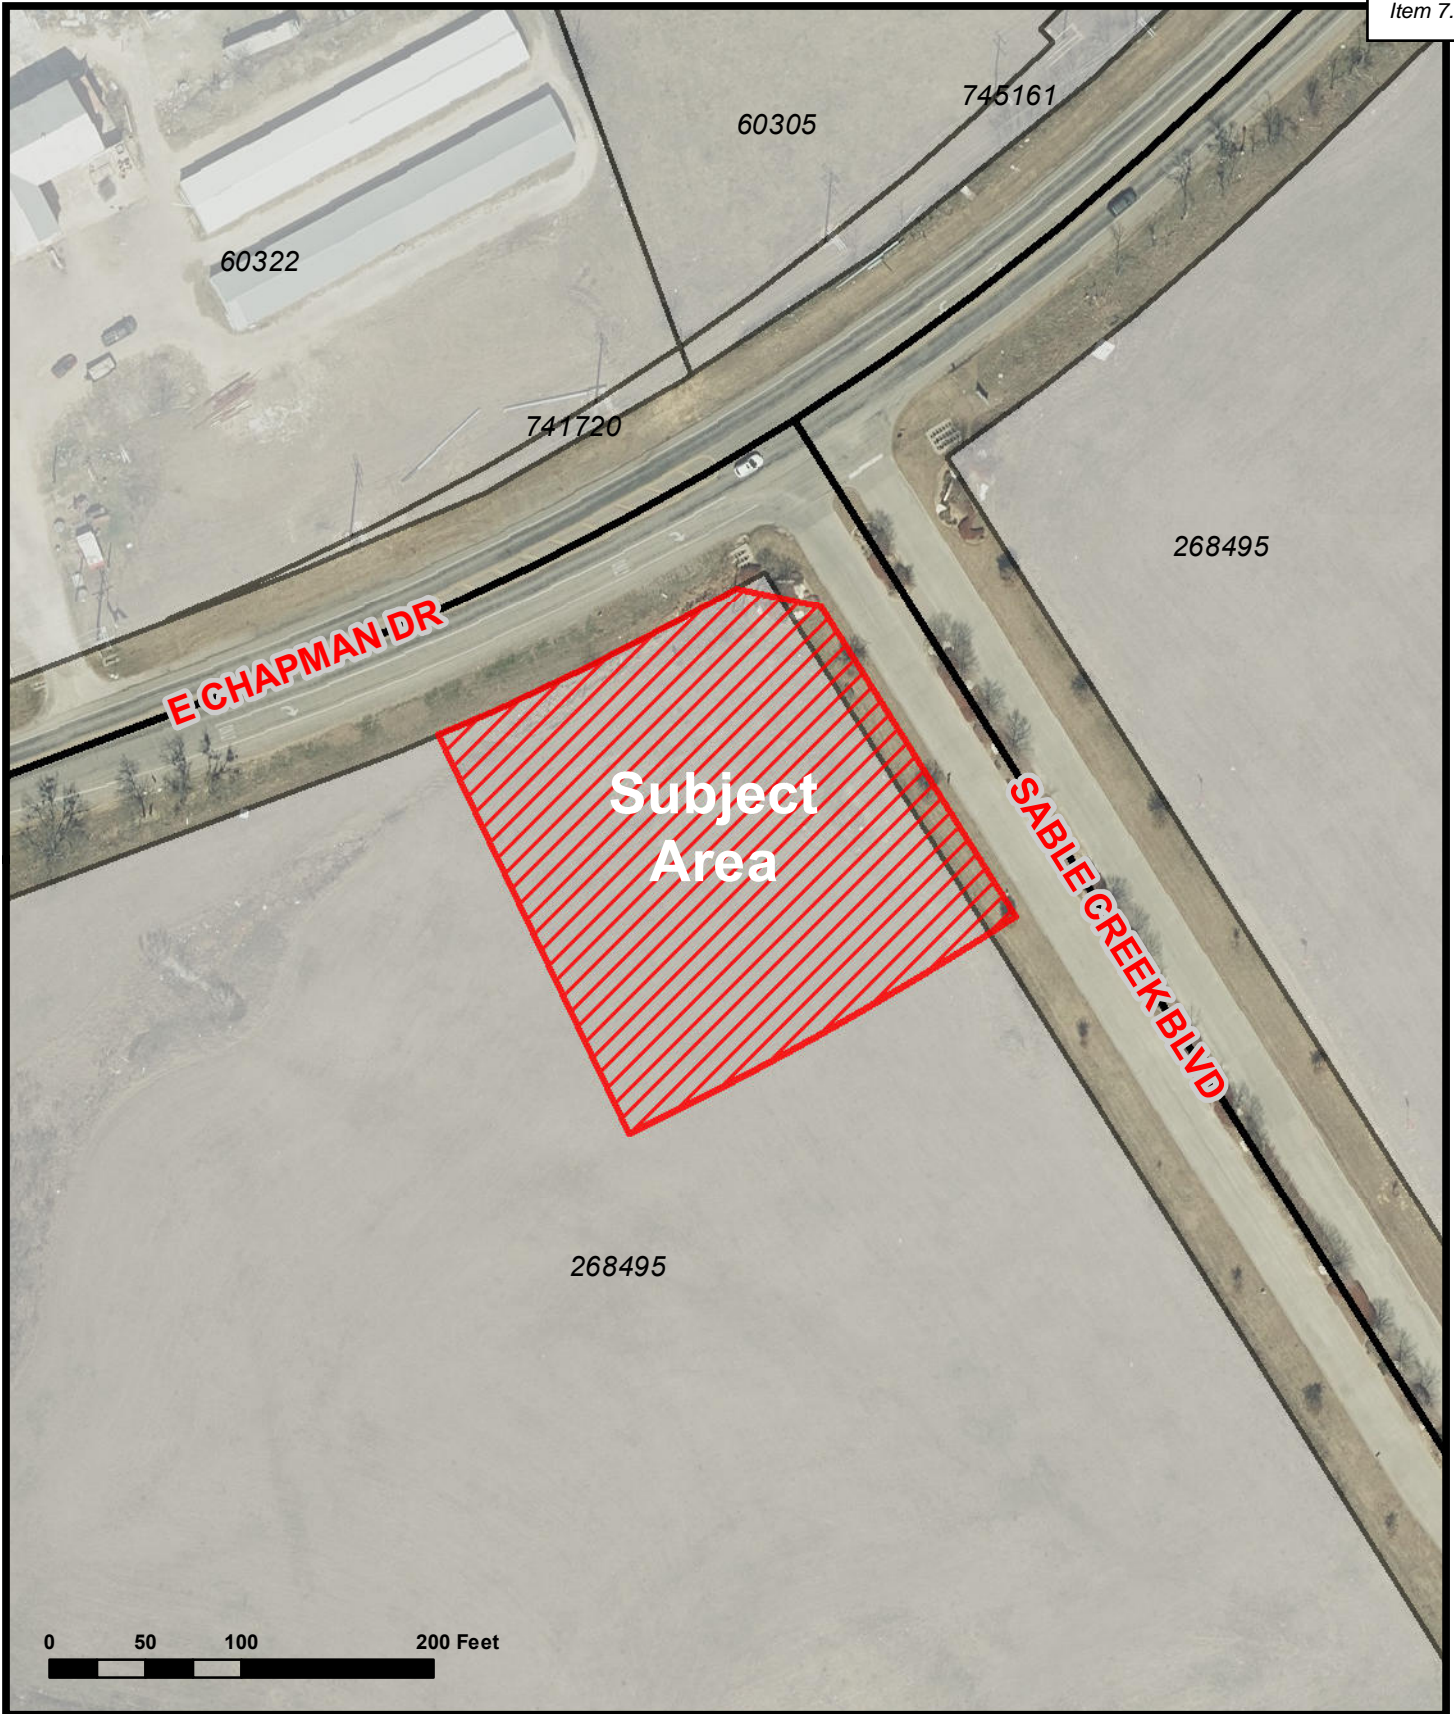 Item 7.
745161
60305
60322
741720
268495
E CHAPMAN DR
Subject
Area
SABLE CREEK BLVD
268495
0 50 100 200 Feet